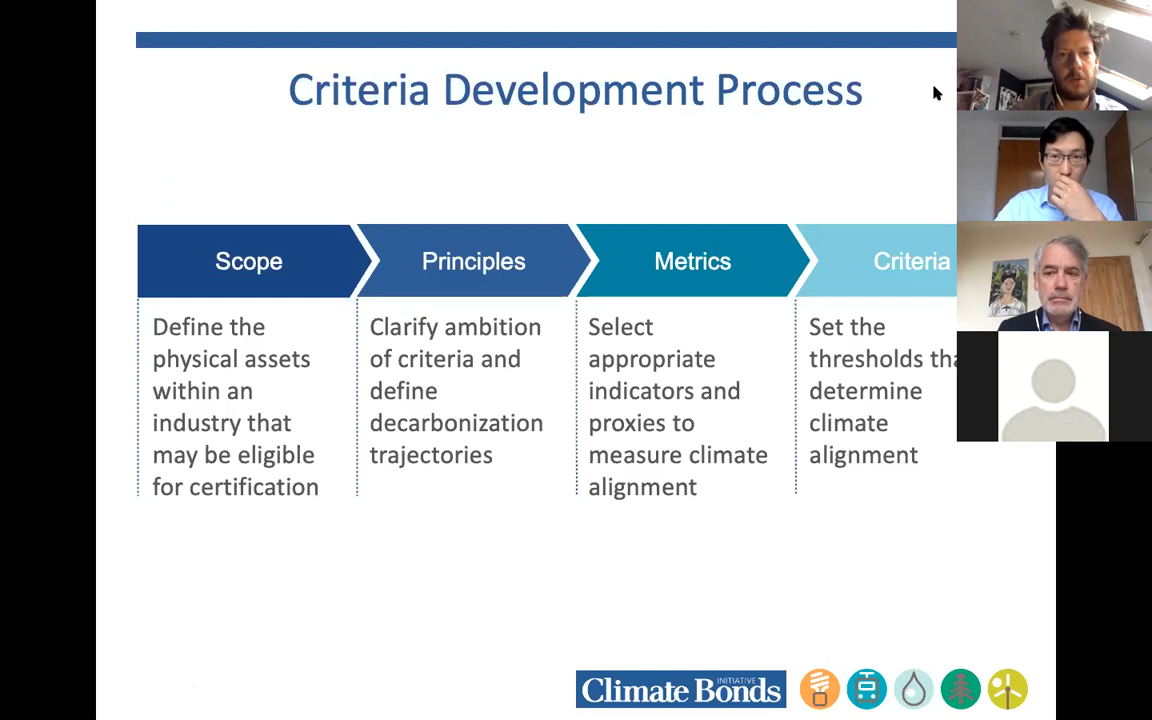 Criteria Development Process
Scope
Principles
Metrics
Criteria
Define the
physical assets
within an
industry that
may be eligible
for certification
Clarify ambition
of criteria and
define
decarbonization
trajectories
Select
appropriate
indicators and
proxies to
measure climate
alignment
Set the
thresholds tha
determine
climate
alignment
INITIATIVE
Climate Bonds